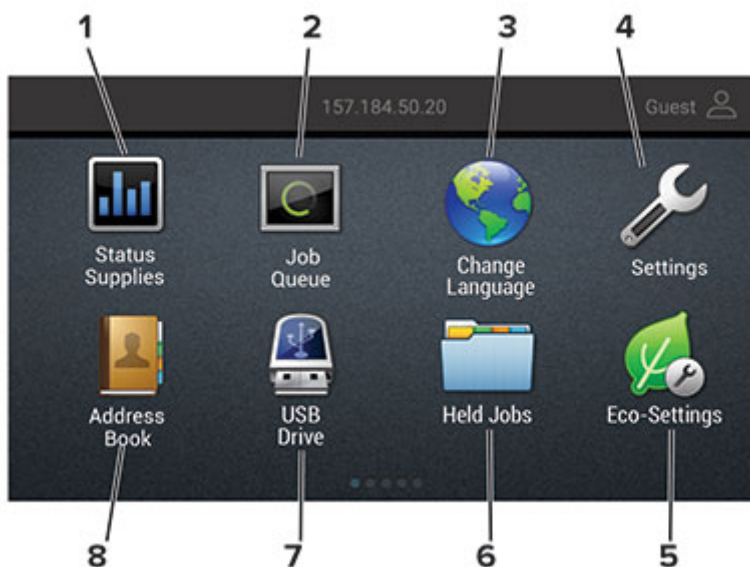 1 2 3 4
157.184.50.20 Guest
Status
Supplies
Job
Queue
Change
Language
Settings
Address
Book
USB
Drive
Held Jobs
Eco-Settings
8 7 6 5